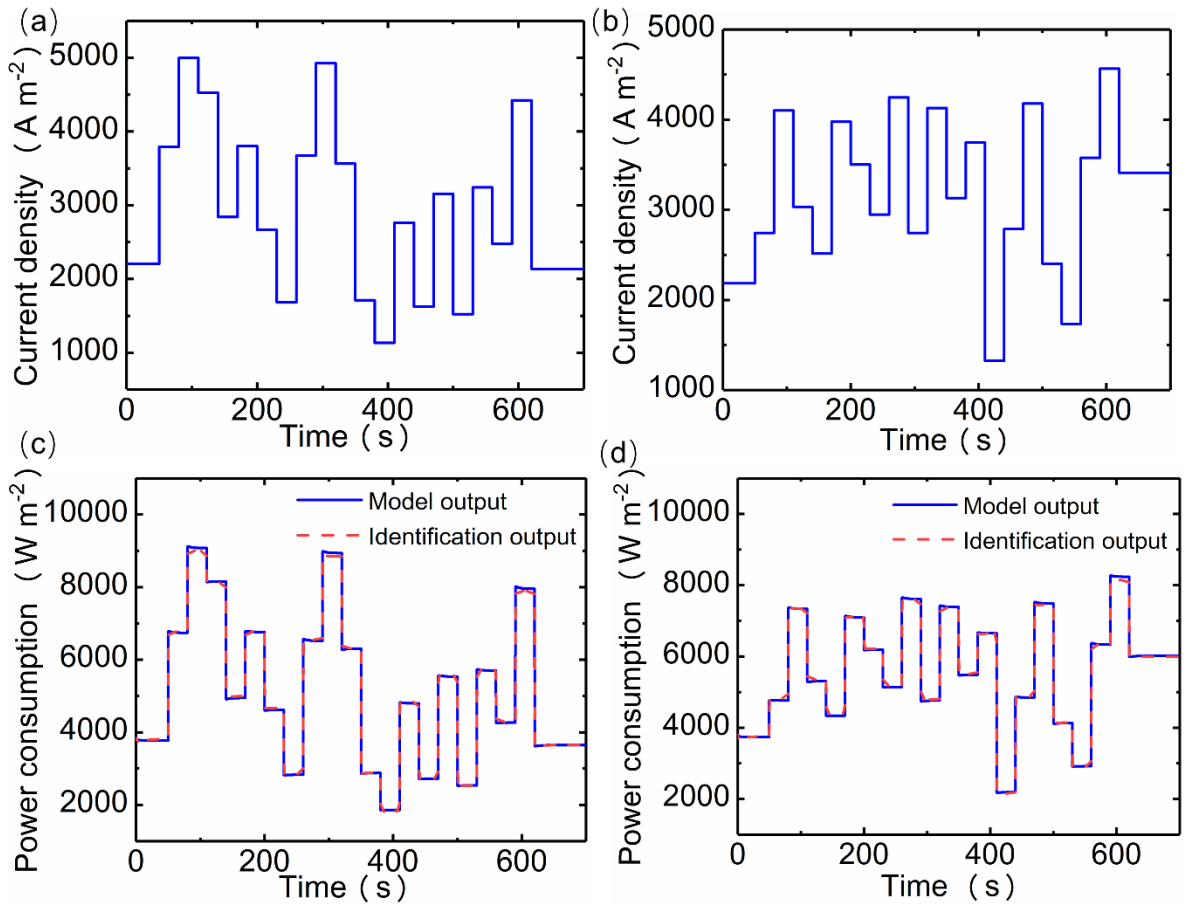 (a)
Current density (A m⁻²)
5000
4000
3000
2000
1000
0 200 400 600
Time (s)
(b)
Current density (A m⁻²)
5000
4000
3000
2000
1000
0 200 400 600
Time (s)
(c)
Power consumption (W m⁻²)
10000
8000
6000
4000
2000
Model output
Identification output
0 200 400 600
Time (s)
(d)
Power consumption (W m⁻²)
10000
8000
6000
4000
2000
Model output
Identification output
0 200 400 600
Time (s)